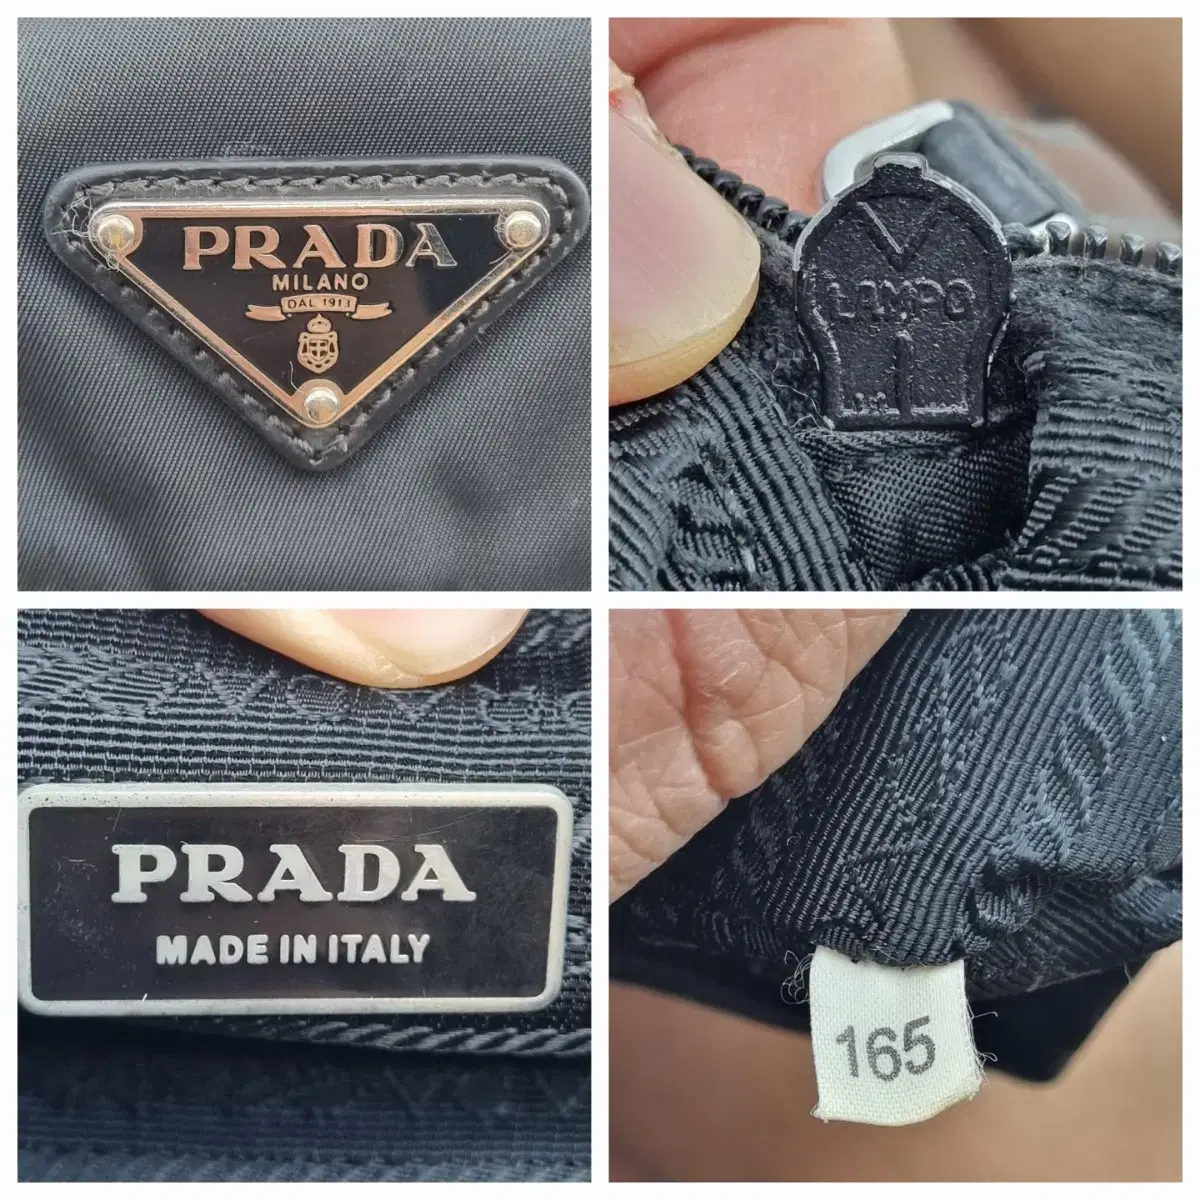 PRADA
MILANO
DAL 1913
LAMPO
PRADA
MADE IN ITALY
165